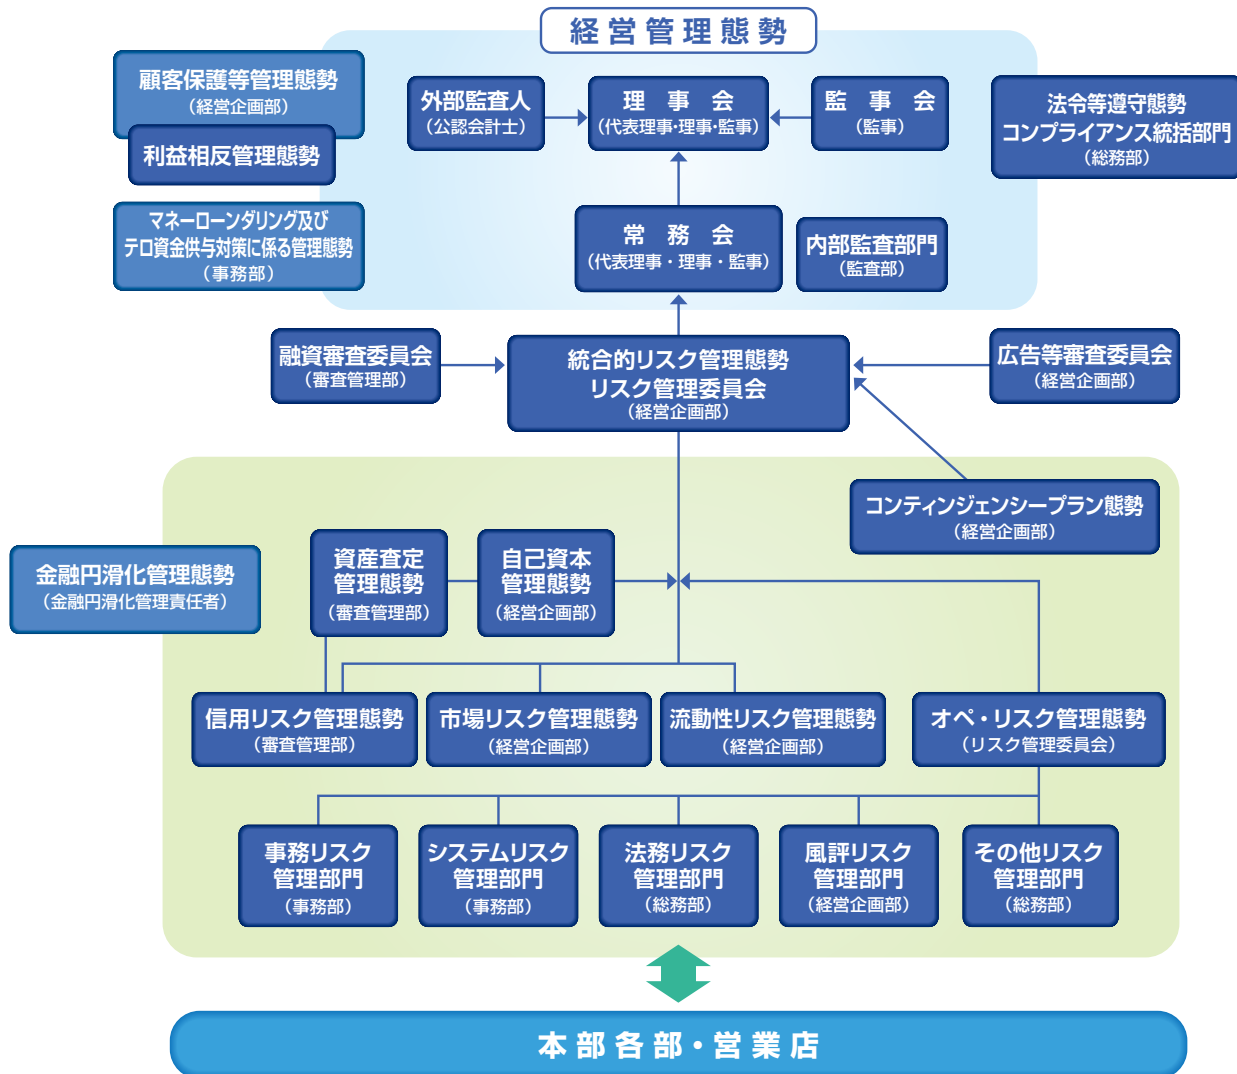 経営管理態勢
顧客保護等管理態勢
（経営企画部）
利益相反管理態勢
マネーローンダリング及び
テロ資金供与対策に係る管理態勢
（事務部）
外部監査人
（公認会計士）
理事会
（代表理事・理事・監事）
監事会
（監事）
法令等遵守態勢
コンプライアンス統括部門
（総務部）
常務会
（代表理事・理事・監事）
内部監査部門
（監査部）
融資審査委員会
（審査管理部）
統合的リスク管理態勢
リスク管理委員会
（経営企画部）
広告等審査委員会
（経営企画部）
コンティンジェンシープラン態勢
（経営企画部）
金融円滑化管理態勢
（金融円滑化管理責任者）
資産査定
管理態勢
（審査管理部）
自己資本
管理態勢
（経営企画部）
信用リスク管理態勢
（審査管理部）
市場リスク管理態勢
（経営企画部）
流動性リスク管理態勢
（経営企画部）
オペ・リスク管理態勢
（リスク管理委員会）
事務リスク
管理部門
（事務部）
システムリスク
管理部門
（事務部）
法務リスク
管理部門
（総務部）
風評リスク
管理部門
（経営企画部）
その他リスク
管理部門
（総務部）
本部各部・営業店